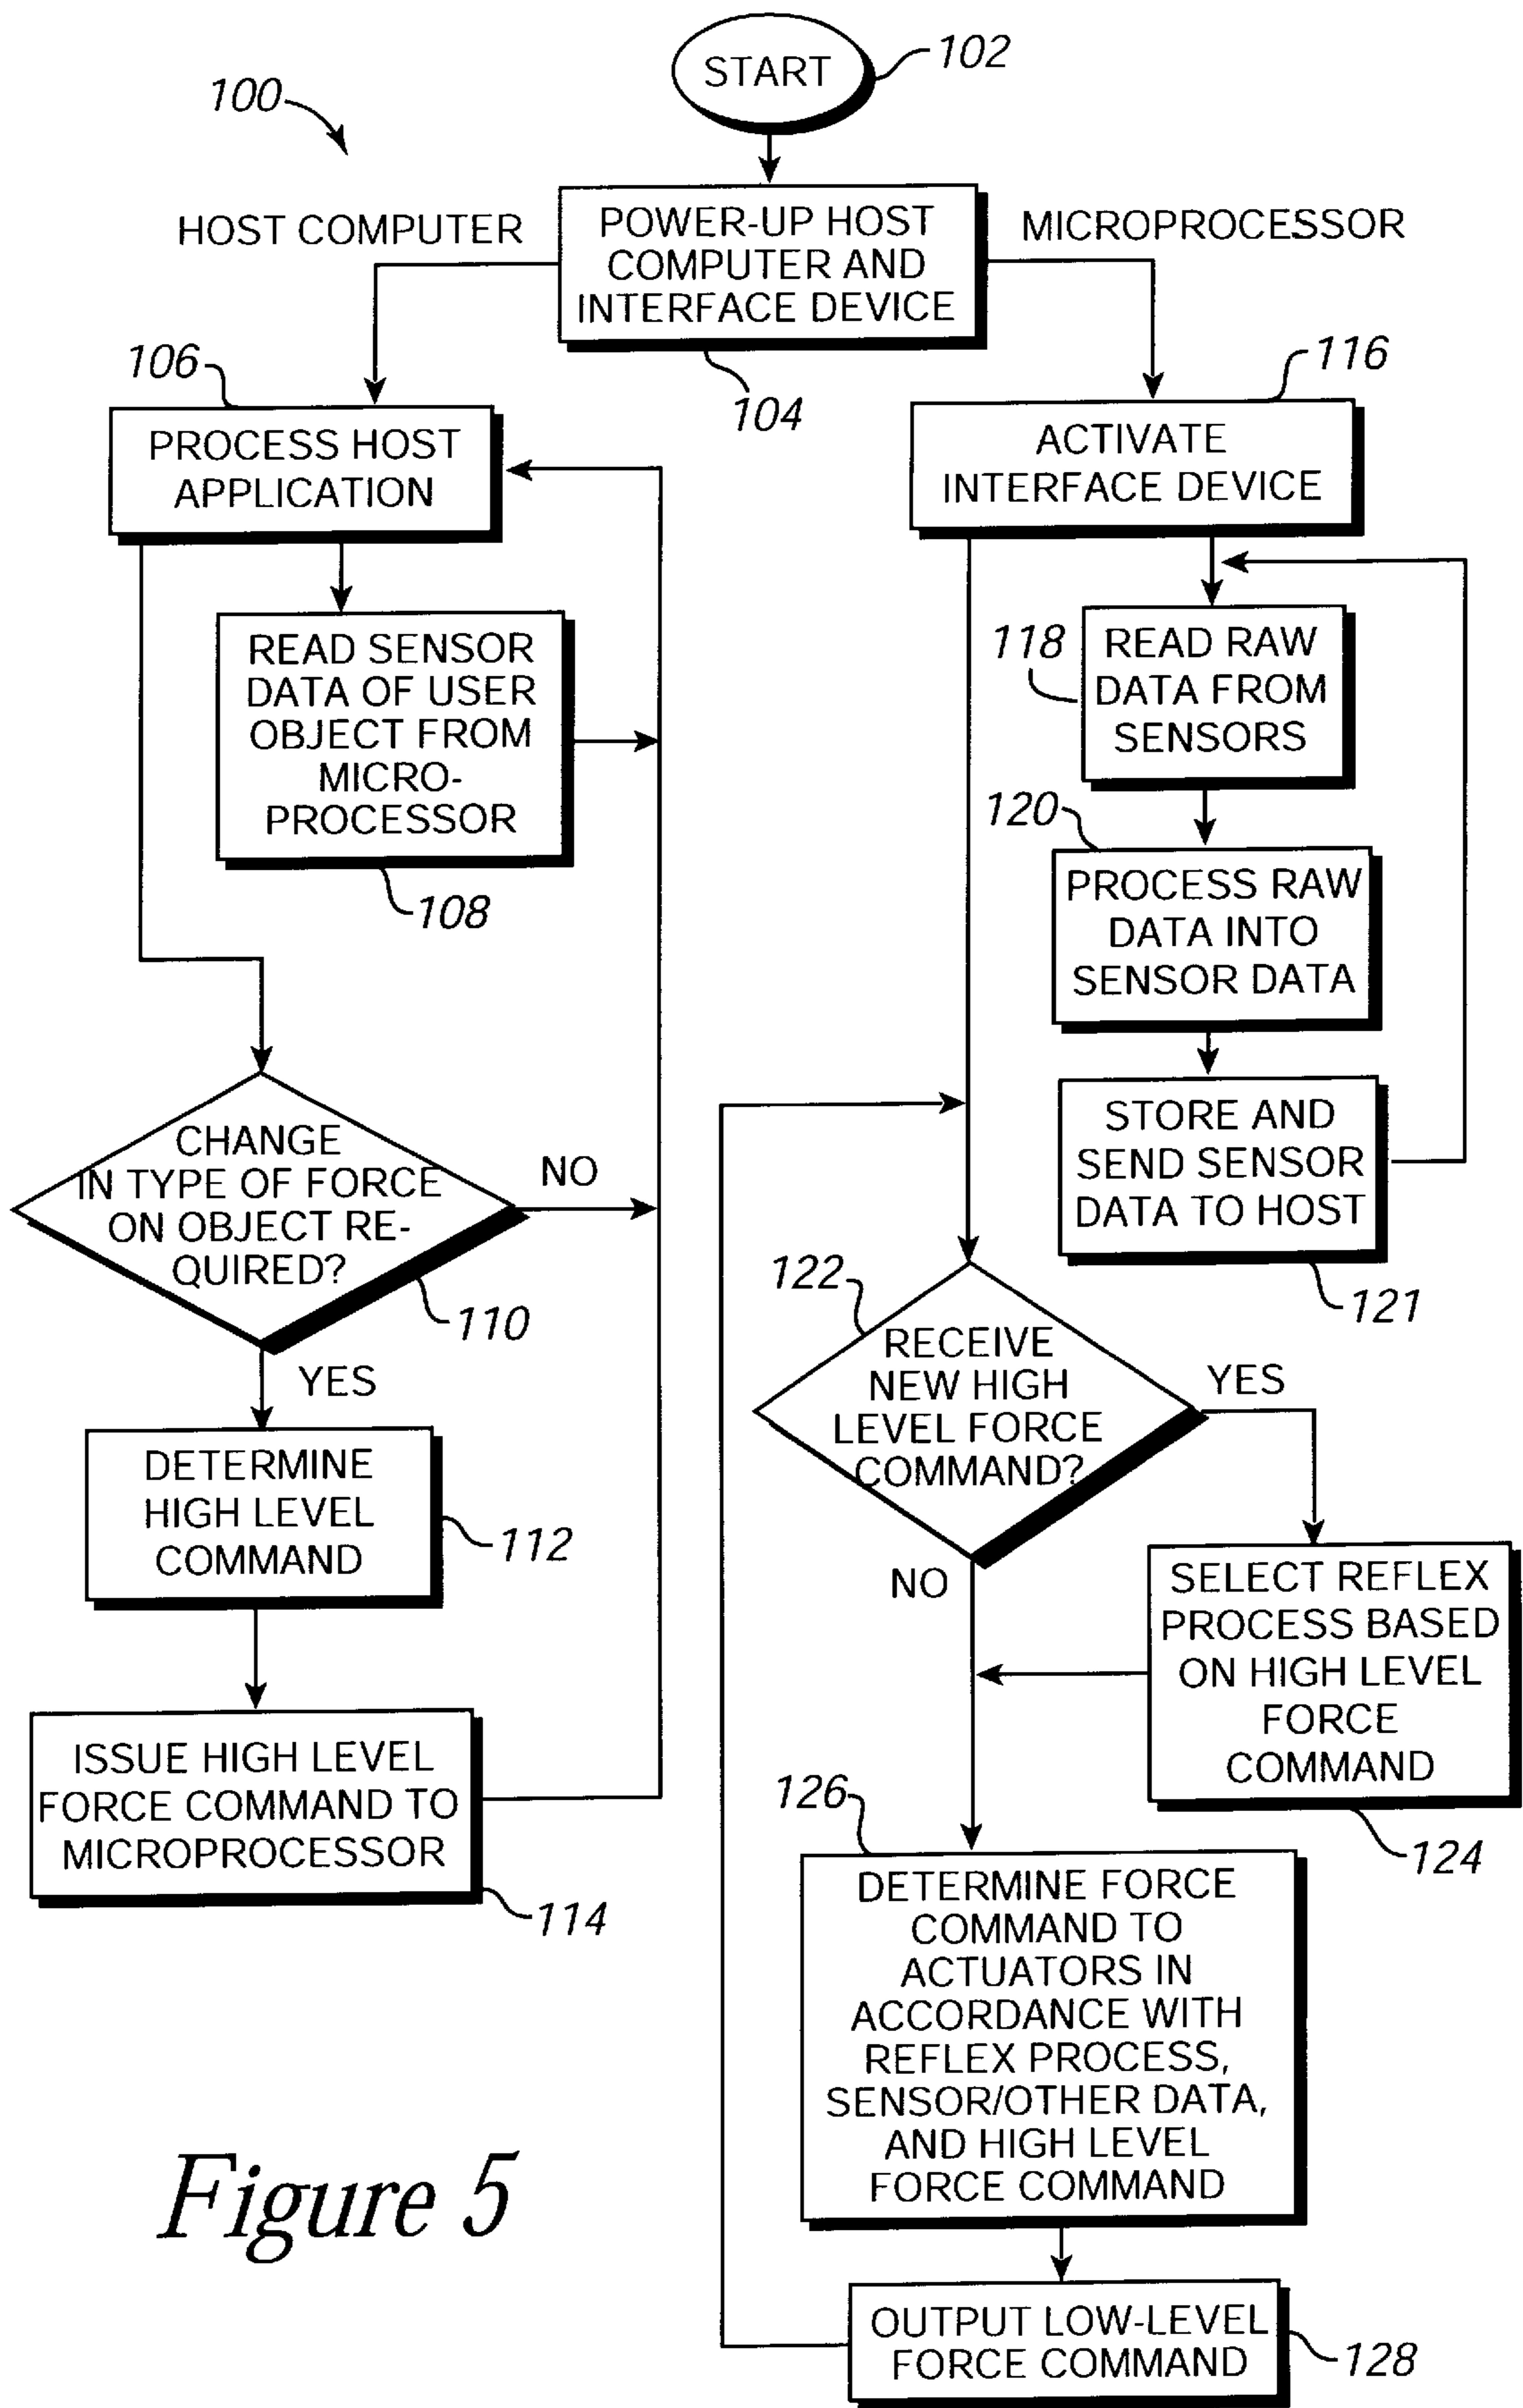 START
102
100
HOST COMPUTER
POWER-UP HOST
COMPUTER AND
INTERFACE DEVICE
104
MICROPROCESSOR
106
PROCESS HOST
APPLICATION
READ SENSOR
DATA OF USER
OBJECT FROM
MICRO-
PROCESSOR
108
CHANGE
IN TYPE OF FORCE
ON OBJECT RE-
QUIRED?
110
NO
YES
DETERMINE
HIGH LEVEL
COMMAND
112
ISSUE HIGH LEVEL
FORCE COMMAND TO
MICROPROCESSOR
114
116
ACTIVATE
INTERFACE DEVICE
118
READ RAW
DATA FROM
SENSORS
120
PROCESS RAW
DATA INTO
SENSOR DATA
STORE AND
SEND SENSOR
DATA TO HOST
121
122
RECEIVE
NEW HIGH
LEVEL FORCE
COMMAND?
YES
NO
SELECT REFLEX
PROCESS BASED
ON HIGH LEVEL
FORCE
COMMAND
124
126
DETERMINE FORCE
COMMAND TO
ACTUATORS IN
ACCORDANCE WITH
REFLEX PROCESS,
SENSOR/OTHER DATA,
AND HIGH LEVEL
FORCE COMMAND
OUTPUT LOW-LEVEL
FORCE COMMAND
128
Figure 5